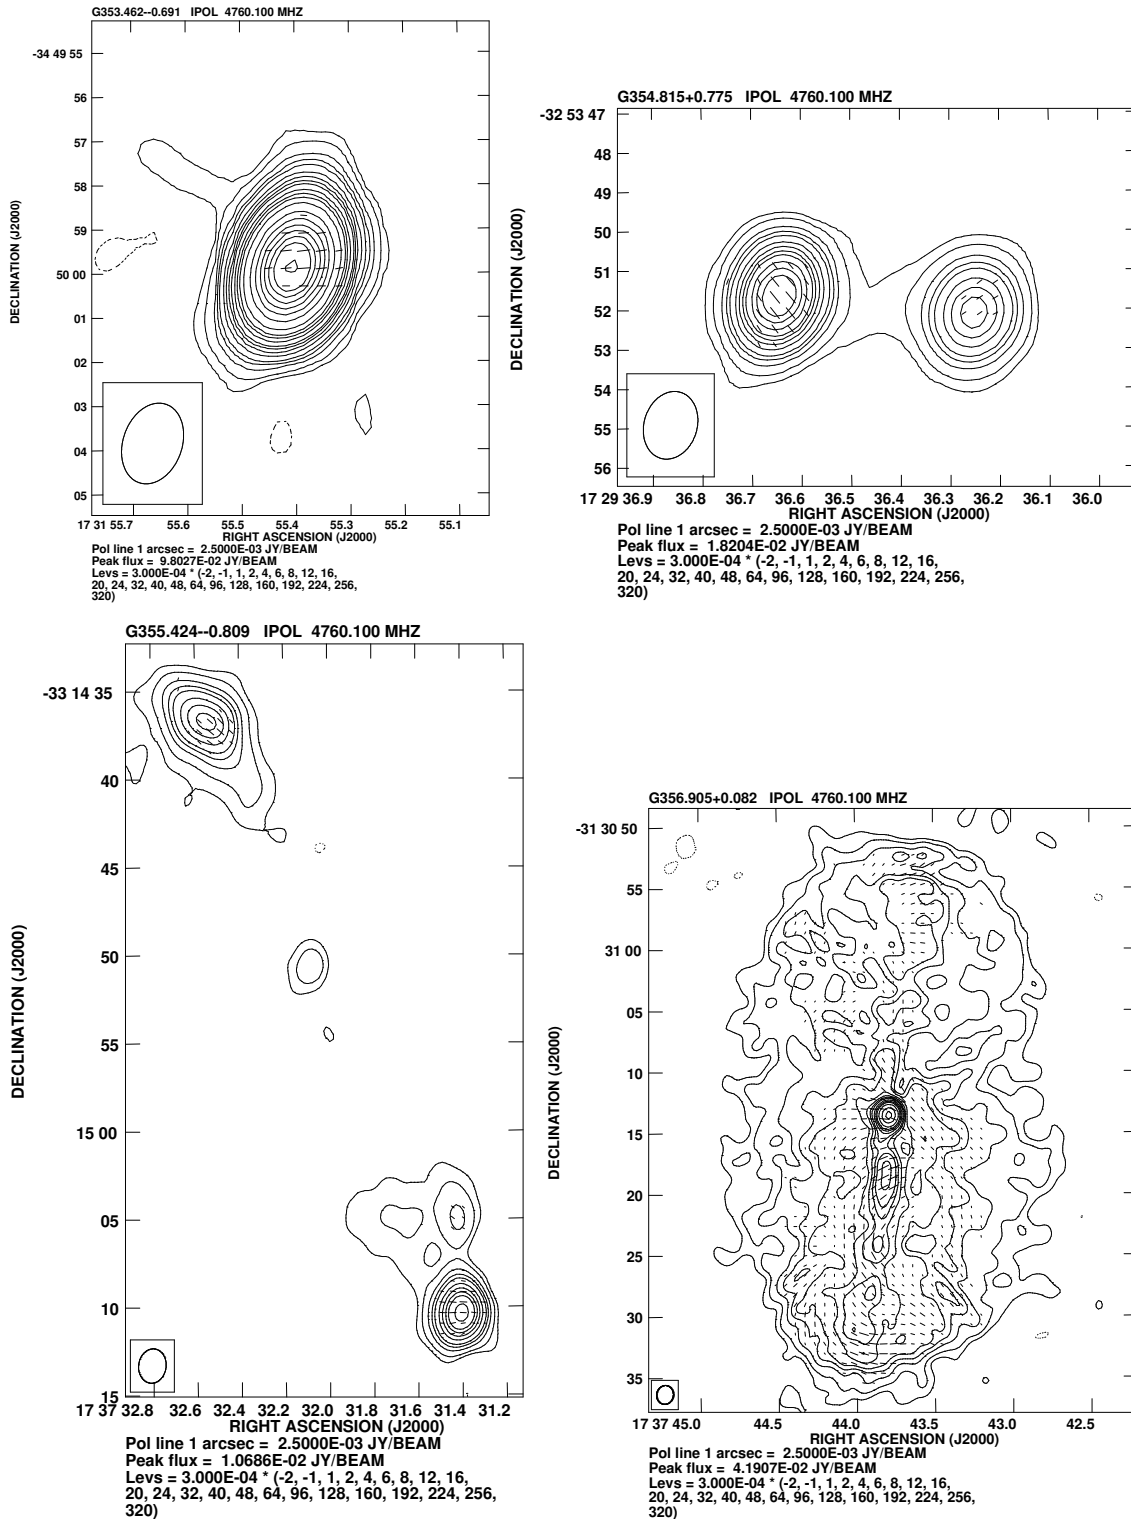 G353.462--0.691 IPOL 4760.100 MHZ
-34 49 55
56
57
58
59
50 00
01
02
03
04
05
DECLINATION (J2000)
17 31 55.7 55.6 55.5 55.4 55.3 55.2 55.1
RIGHT ASCENSION (J2000)
Pol line 1 arcsec = 2.5000E-03 JY/BEAM
Peak flux = 9.8027E-02 JY/BEAM
Levs = 3.000E-04 * (-2, -1, 1, 2, 4, 6, 8, 12, 16,
20, 24, 32, 40, 48, 64, 96, 128, 160, 192, 224, 256,
320)
G354.815+0.775 IPOL 4760.100 MHZ
-32 53 47
48
49
50
51
52
53
54
55
56
DECLINATION (J2000)
17 29 36.9 36.8 36.7 36.6 36.5 36.4 36.3 36.2 36.1 36.0
RIGHT ASCENSION (J2000)
Pol line 1 arcsec = 2.5000E-03 JY/BEAM
Peak flux = 1.8204E-02 JY/BEAM
Levs = 3.000E-04 * (-2, -1, 1, 2, 4, 6, 8, 12, 16,
20, 24, 32, 40, 48, 64, 96, 128, 160, 192, 224, 256,
320)
G355.424--0.809 IPOL 4760.100 MHZ
-33 14 35
40
45
50
55
15 00
05
10
15
DECLINATION (J2000)
17 37 32.8 32.6 32.4 32.2 32.0 31.8 31.6 31.4 31.2
RIGHT ASCENSION (J2000)
Pol line 1 arcsec = 2.5000E-03 JY/BEAM
Peak flux = 1.0686E-02 JY/BEAM
Levs = 3.000E-04 * (-2, -1, 1, 2, 4, 6, 8, 12, 16,
20, 24, 32, 40, 48, 64, 96, 128, 160, 192, 224, 256,
320)
G356.905+0.082 IPOL 4760.100 MHZ
-31 30 50
55
31 00
05
10
15
20
25
30
35
DECLINATION (J2000)
17 37 45.0 44.5 44.0 43.5 43.0 42.5
RIGHT ASCENSION (J2000)
Pol line 1 arcsec = 2.5000E-03 JY/BEAM
Peak flux = 4.1907E-02 JY/BEAM
Levs = 3.000E-04 * (-2, -1, 1, 2, 4, 6, 8, 12, 16,
20, 24, 32, 40, 48, 64, 96, 128, 160, 192, 224, 256,
320)